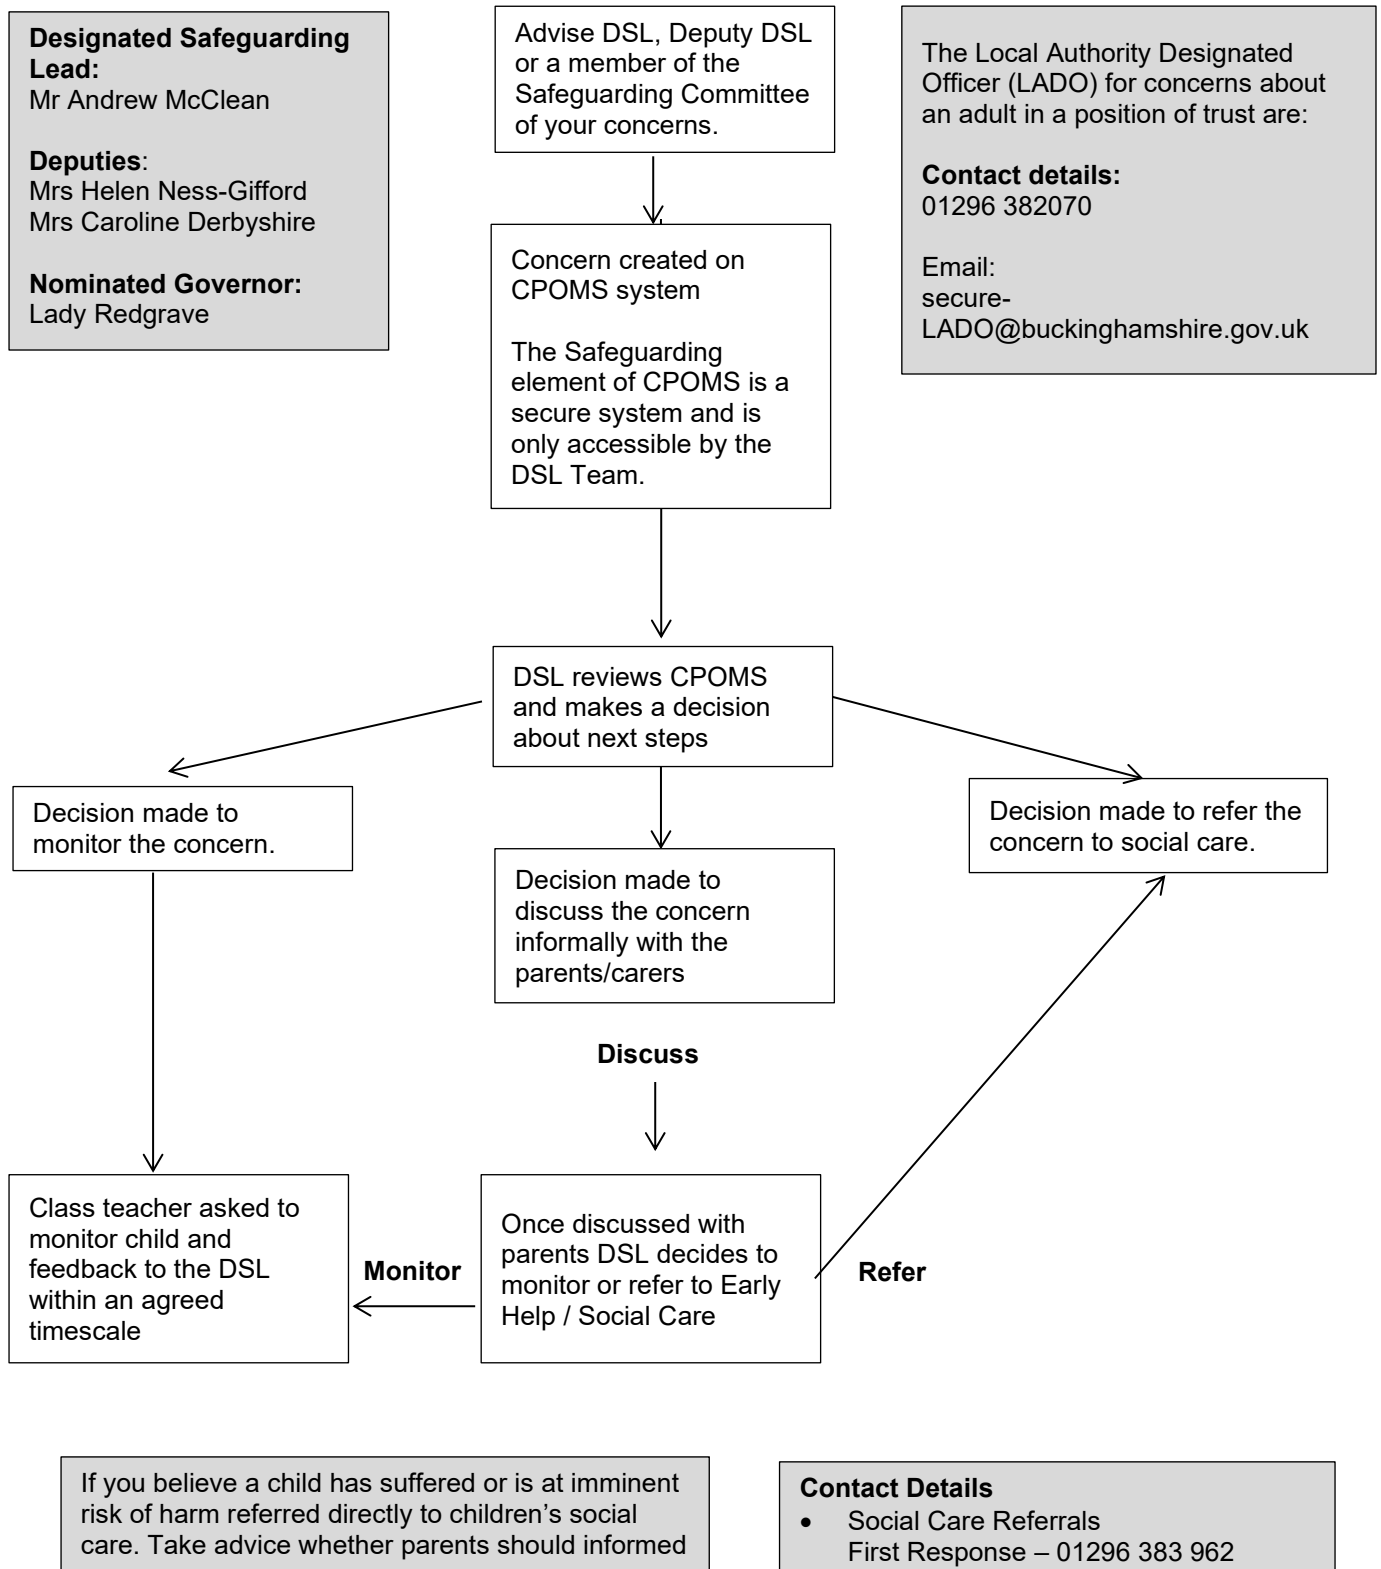 Designated Safeguarding
Lead:
Mr Andrew McClean
Deputies:
Mrs Helen Ness-Gifford
Mrs Caroline Derbyshire
Nominated Governor:
Lady Redgrave
Advise DSL, Deputy DSL
or a member of the
Safeguarding Committee
of your concerns.
The Local Authority Designated
Officer (LADO) for concerns about
an adult in a position of trust are:
Contact details:
01296 382070
Email:
secure-
LADO@buckinghamshire.gov.uk
Concern created on
CPOMS system
The Safeguarding
element of CPOMS is a
secure system and is
only accessible by the
DSL Team.
DSL reviews CPOMS
and makes a decision
about next steps
Decision made to
monitor the concern.
Decision made to
discuss the concern
informally with the
parents/carers
Decision made to refer the
concern to social care.
Discuss
Class teacher asked to
monitor child and
feedback to the DSL
within an agreed
timescale
Monitor
Once discussed with
parents DSL decides to
monitor or refer to Early
Help / Social Care
Refer
If you believe a child has suffered or is at imminent
risk of harm referred directly to children’s social
care. Take advice whether parents should informed
Contact Details
• Social Care Referrals
First Response – 01296 383 962